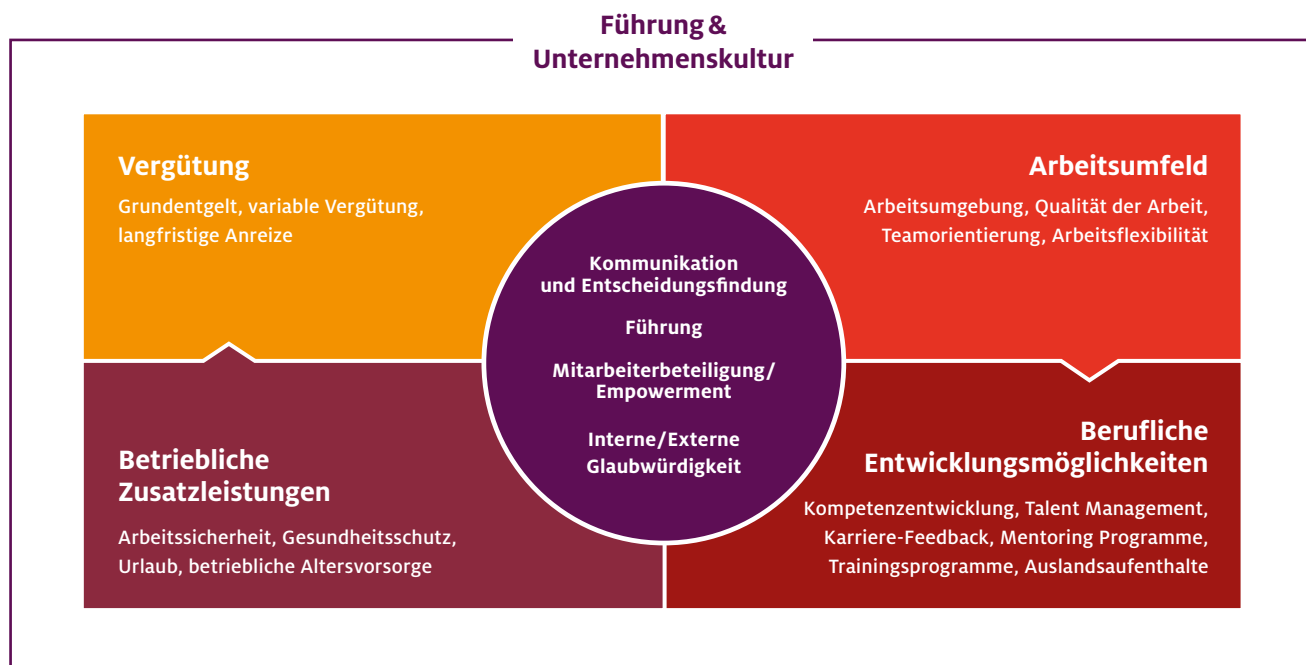 Führung &
Unternehmenskultur
Vergütung
Grundentgelt, variable Vergütung,
langfristige Anreize
Arbeitsumfeld
Arbeitsumgebung, Qualität der Arbeit,
Teamorientierung, Arbeitsflexibilität
Kommunikation
und Entscheidungsfindung
Führung
Mitarbeiterbeteiligung/
Empowerment
Interne/Externe
Glaubwürdigkeit
Betriebliche
Zusatzleistungen
Arbeitssicherheit, Gesundheitsschutz,
Urlaub, betriebliche Altersvorsorge
Berufliche
Entwicklungsmöglichkeiten
Kompetenzentwicklung, Talent Management,
Karriere-Feedback, Mentoring Programme,
Trainingsprogramme, Auslandsaufenthalte